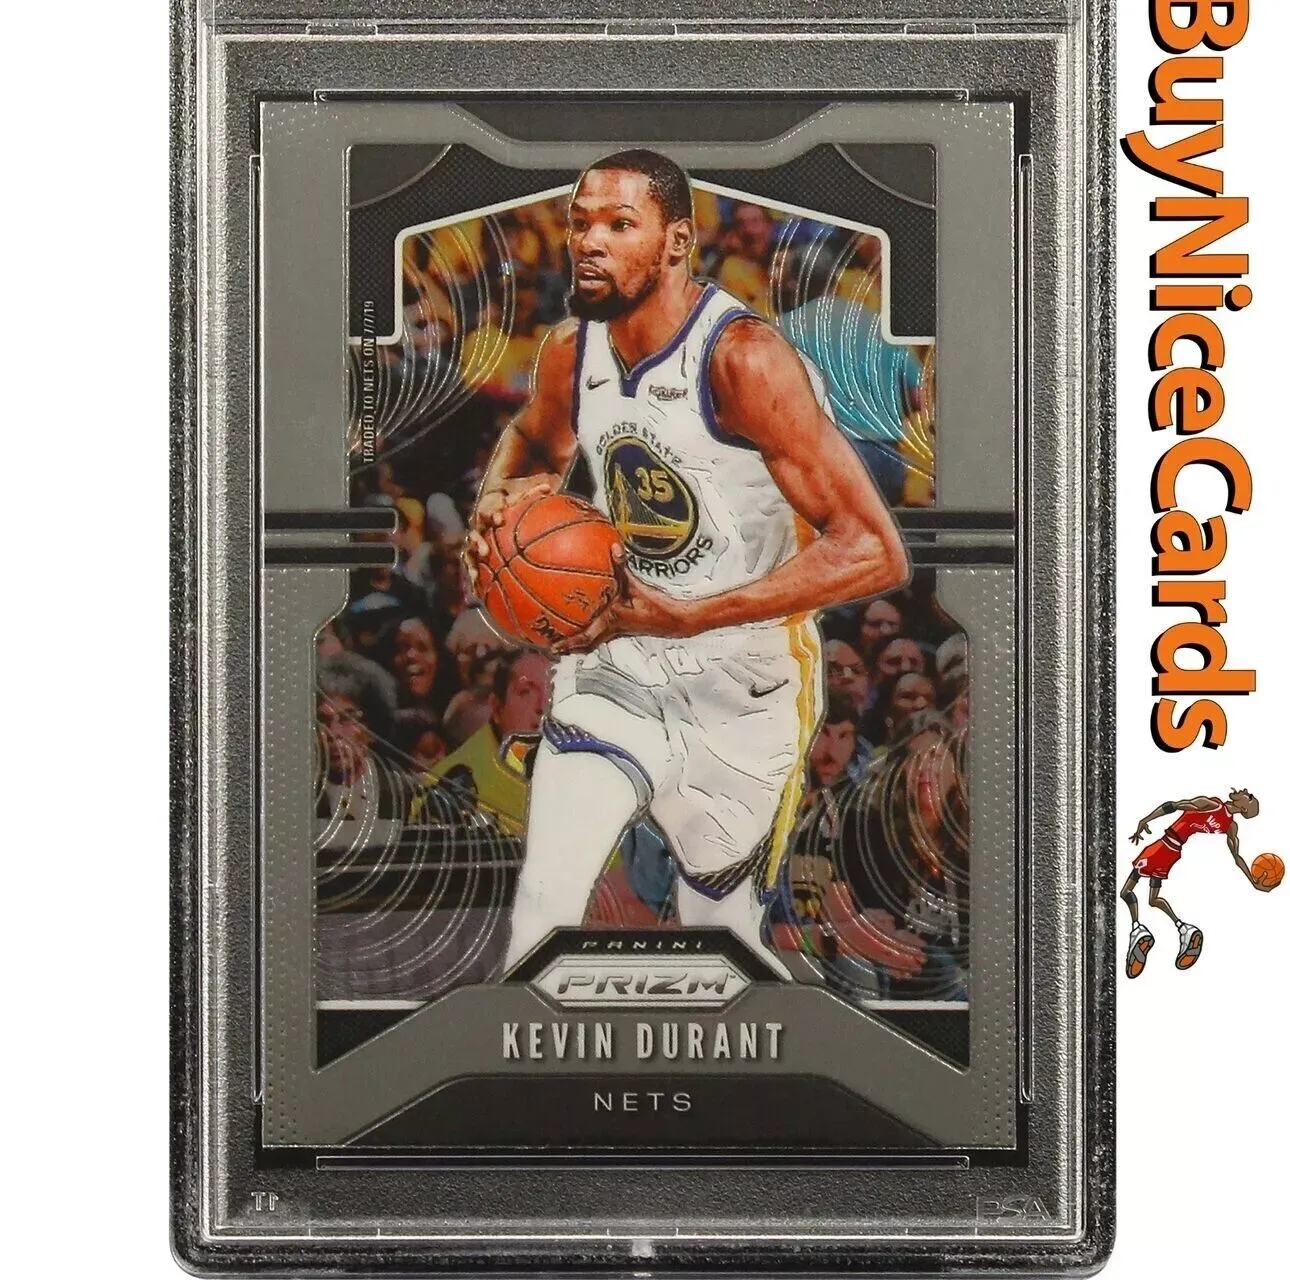 BuyNiceCards
TRADED TO NETS ON 7/7/19
GOLDEN STATE
35
WARRIORS
PANINI
PRIZM
KEVIN DURANT
NETS
PSA